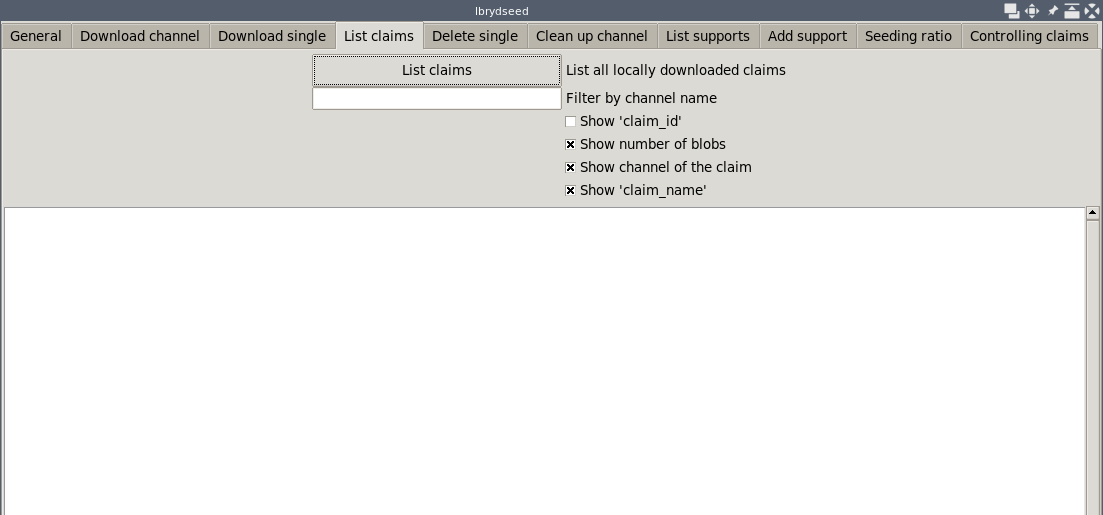 lbrydseed
General Download channel Download single List claims Delete single Clean up channel List supports Add support Seeding ratio Controlling claims
List claims List all locally downloaded claims
Filter by channel name
Show 'claim_id'
Show number of blobs
Show channel of the claim
Show 'claim_name'